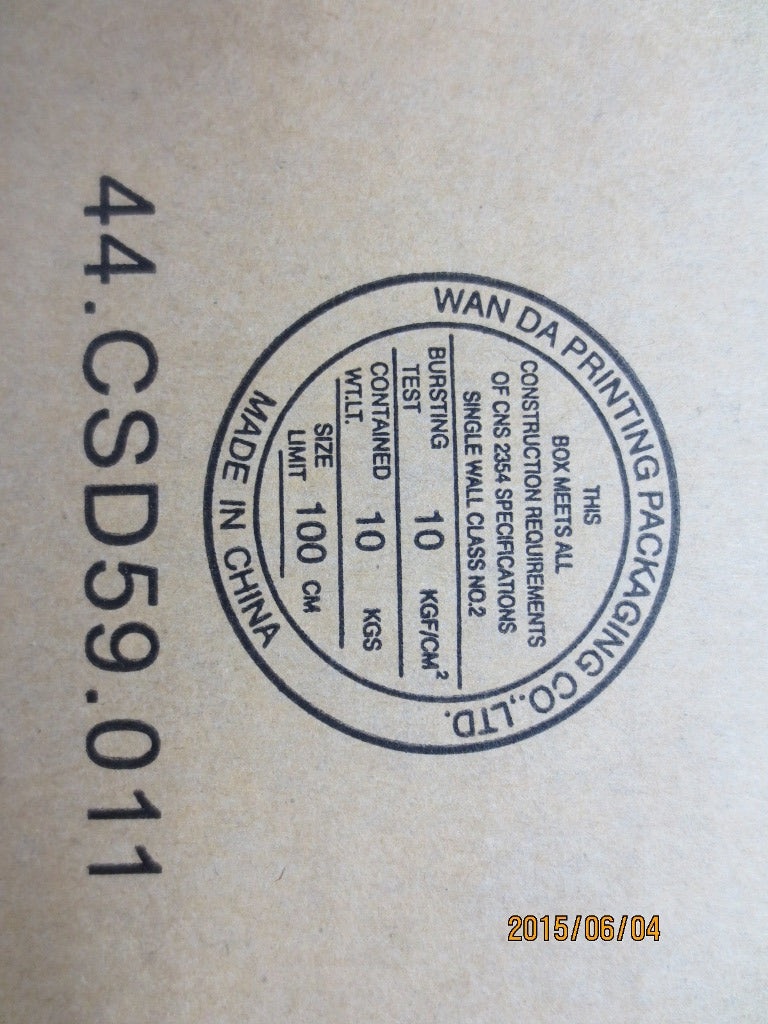 WAN DA PRINTING PACKAGING CO.,LTD.
THIS
BOX MEETS ALL
CONSTRUCTION REQUIREMENTS
OF CNS 2354 SPECIFICATIONS
SINGLE WALL CLASS NO.2
BURSTING TEST 10 KGF/CM²
CONTAINED WT.LT. 10 KGS
SIZE LIMIT 100 CM
MADE IN CHINA
44.CSD59.011
2015/06/04